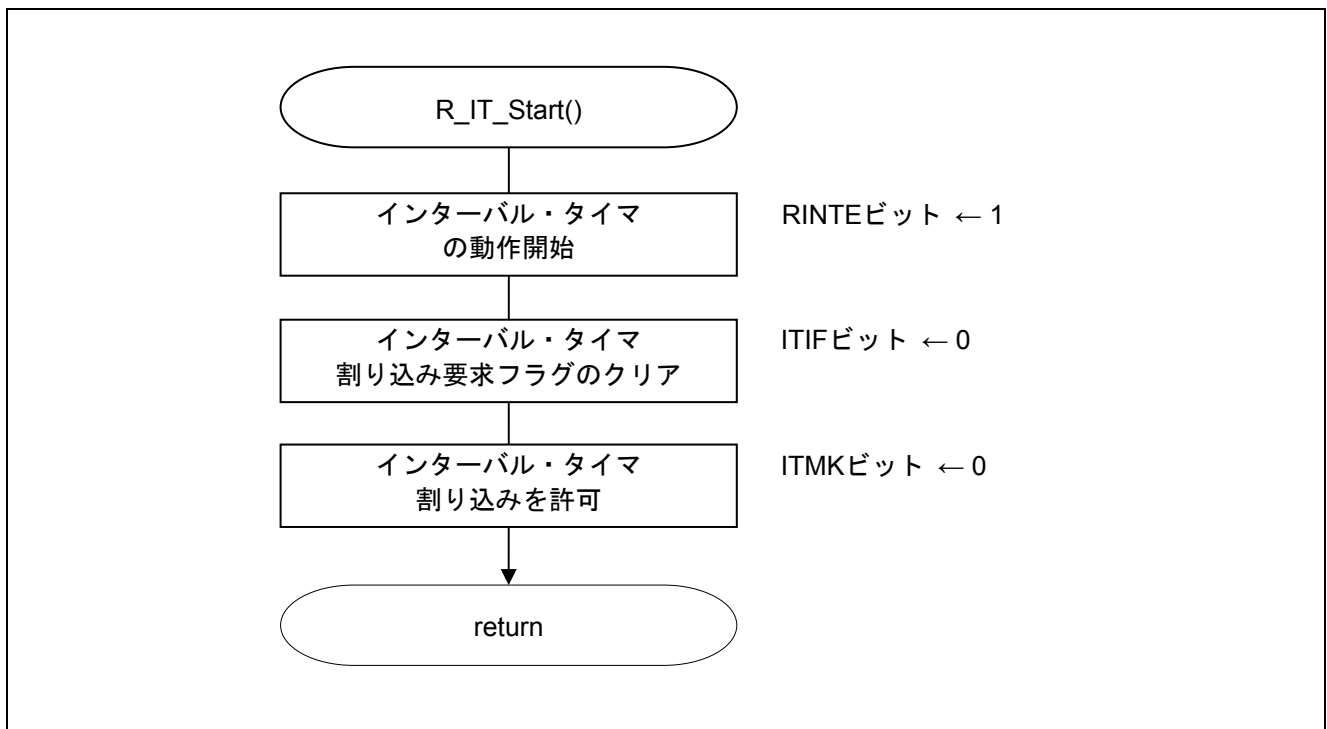 R_IT_Start()
インターバル・タイマ
の動作開始
RINTEビット ← 1
インターバル・タイマ
割り込み要求フラグのクリア
ITIFビット ← 0
インターバル・タイマ
割り込みを許可
ITMKビット ← 0
return